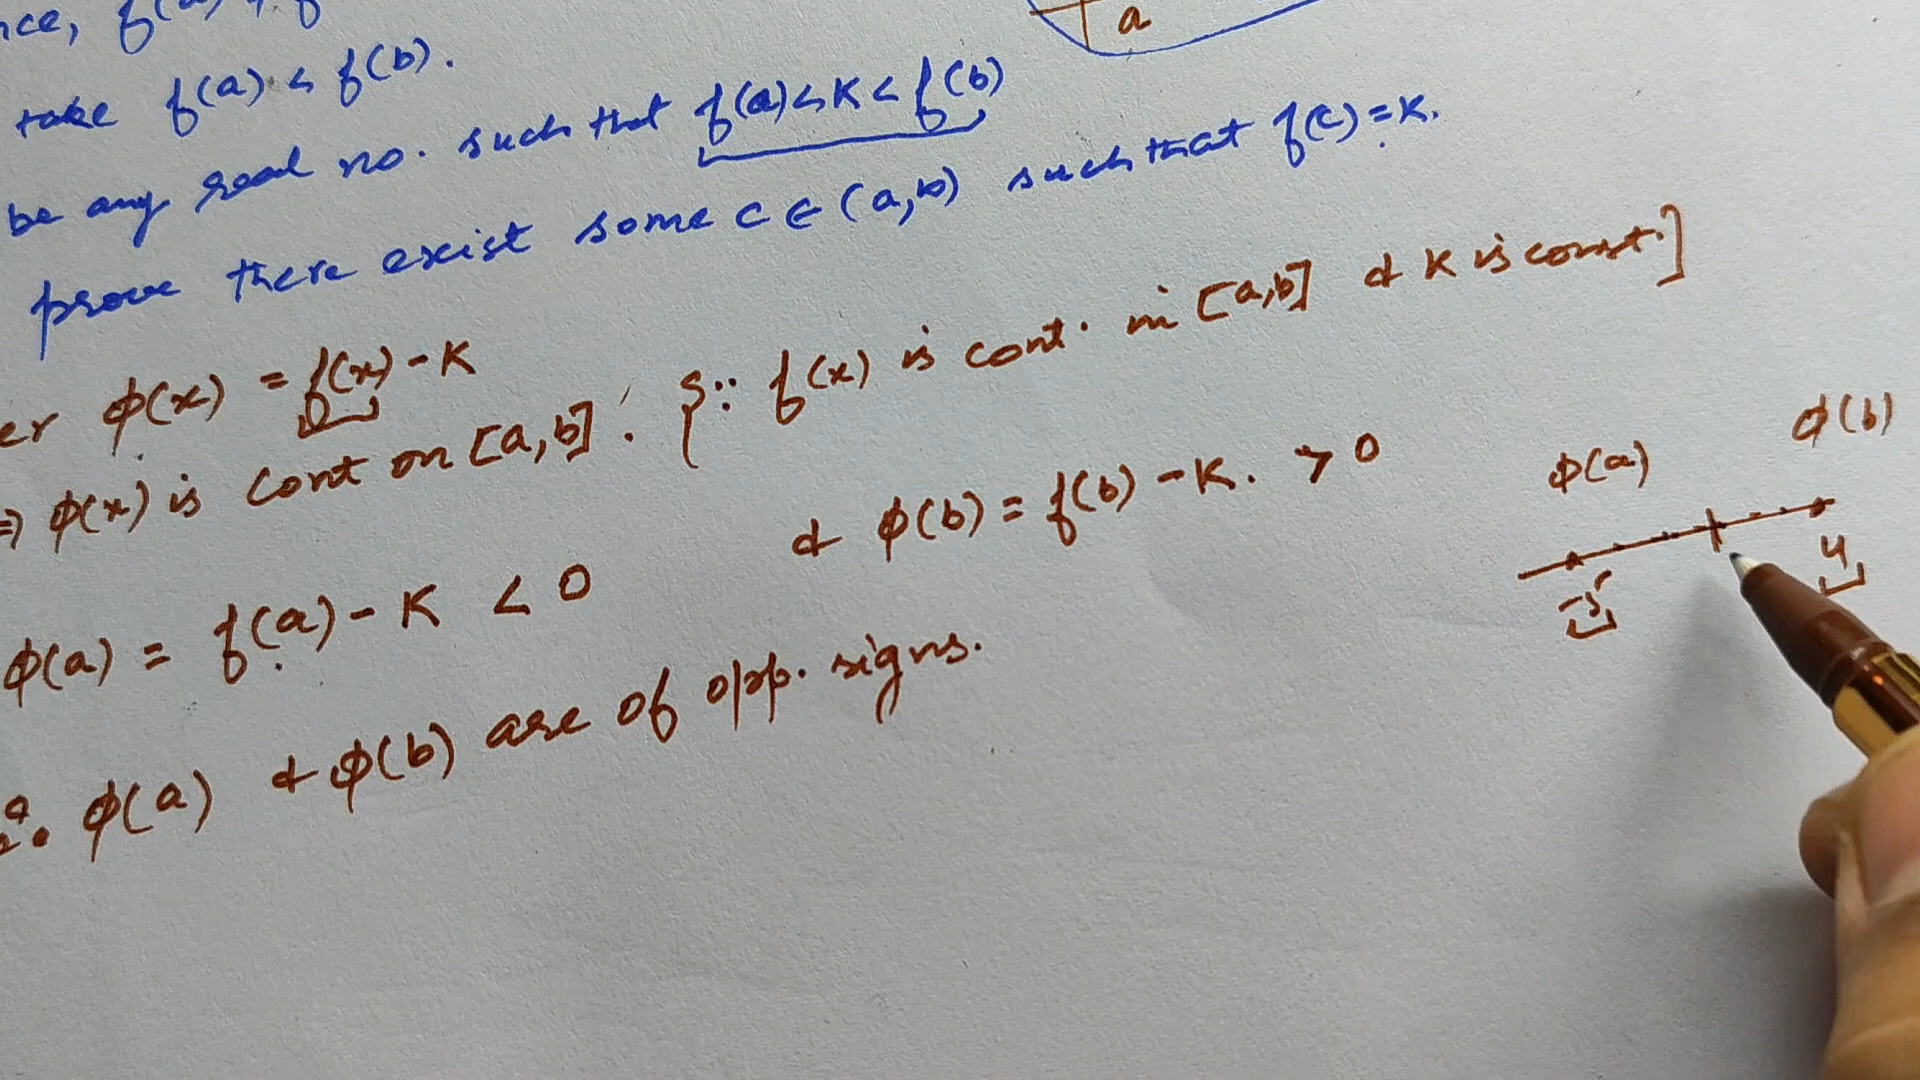 take f(a) < f(b).
be any real no. such that f(a) < K < f(b)
prove there exist some c ∈ (a,b) such that f(c) = K.
er φ(x) = f(x) - K
⇒ φ(x) is cont on [a,b]. {∵ f(x) is cont. in [a,b] & K is const.]
φ(a) = f(a) - K < 0 & φ(b) = f(b) - K. > 0
∴ φ(a) & φ(b) are of opp. signs.
a
φ(a) φ(b)
-5 4